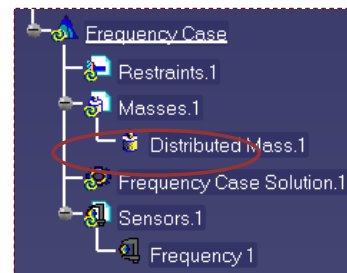 Frequency Case
Restraints.1
Masses.1
Distributed Mass.1
Frequency Case Solution.1
Sensors.1
Frequency 1